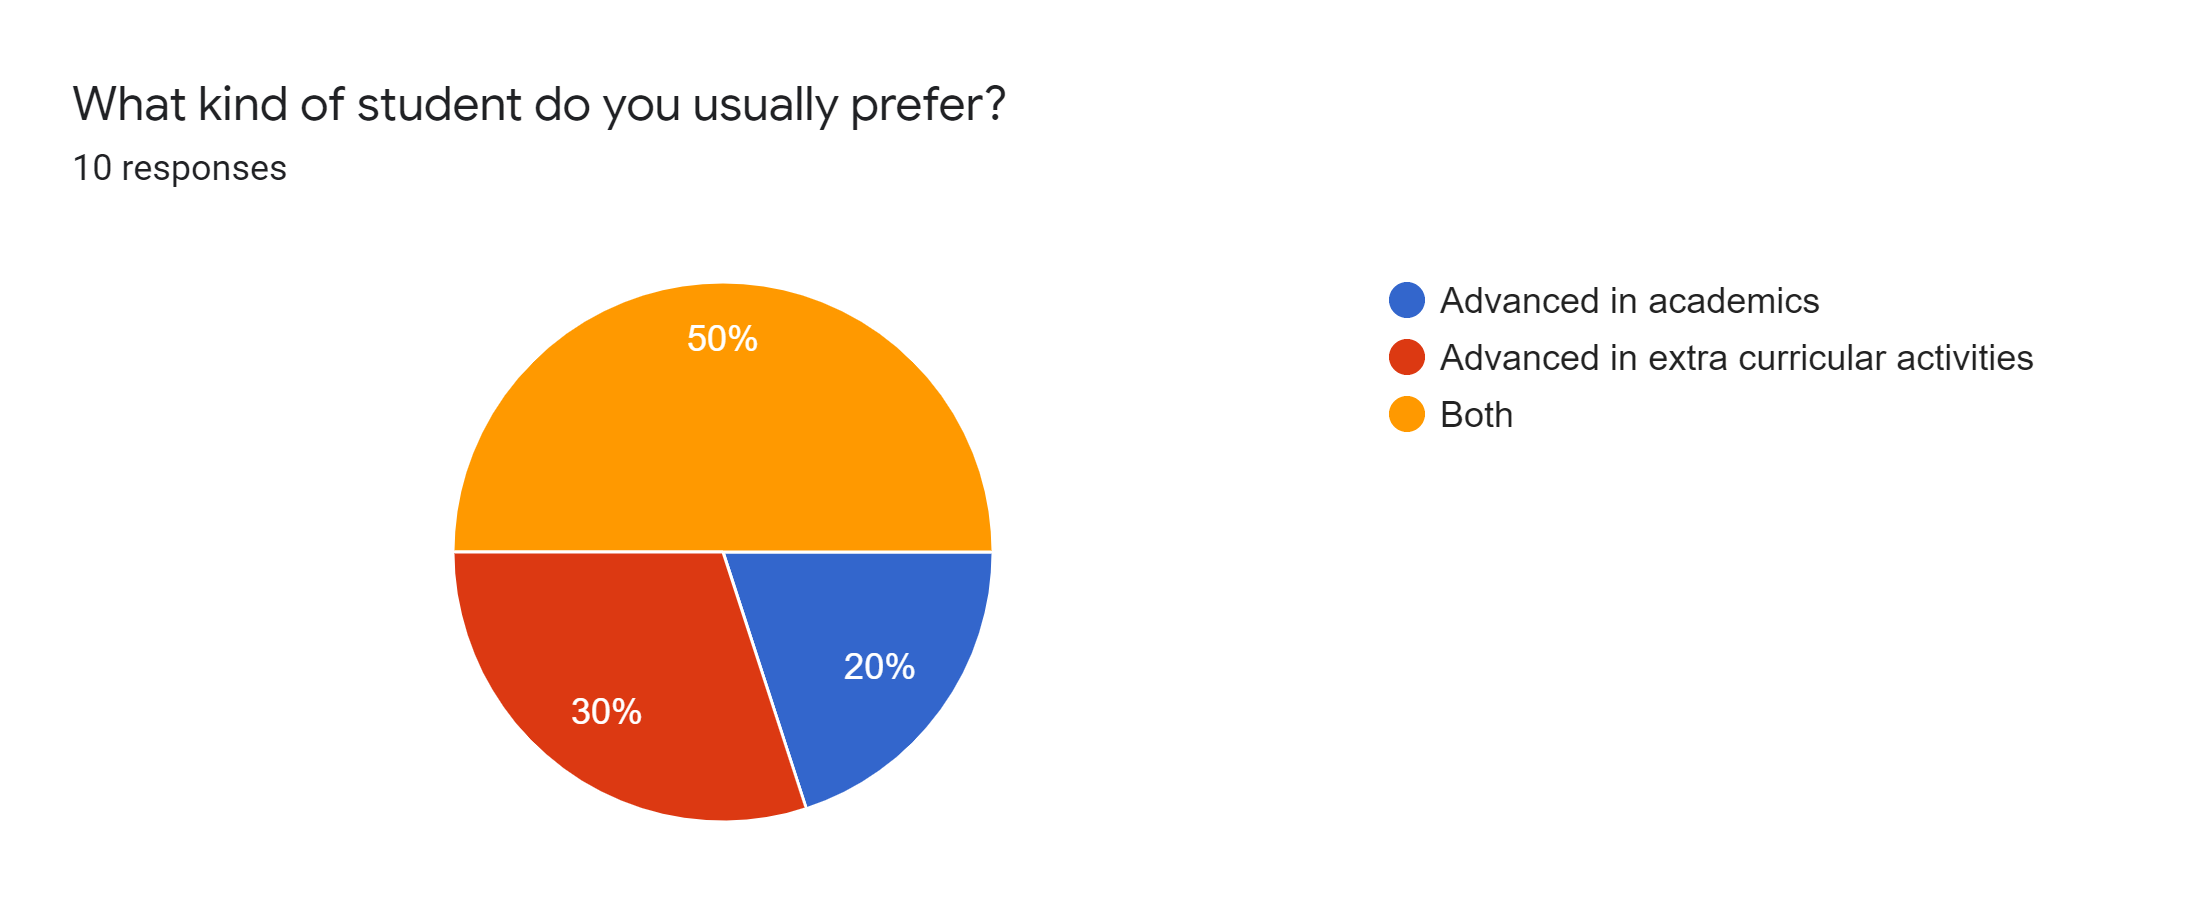 What kind of student do you usually prefer?
10 responses
50%
20%
30%
Advanced in academics
Advanced in extra curricular activities
Both